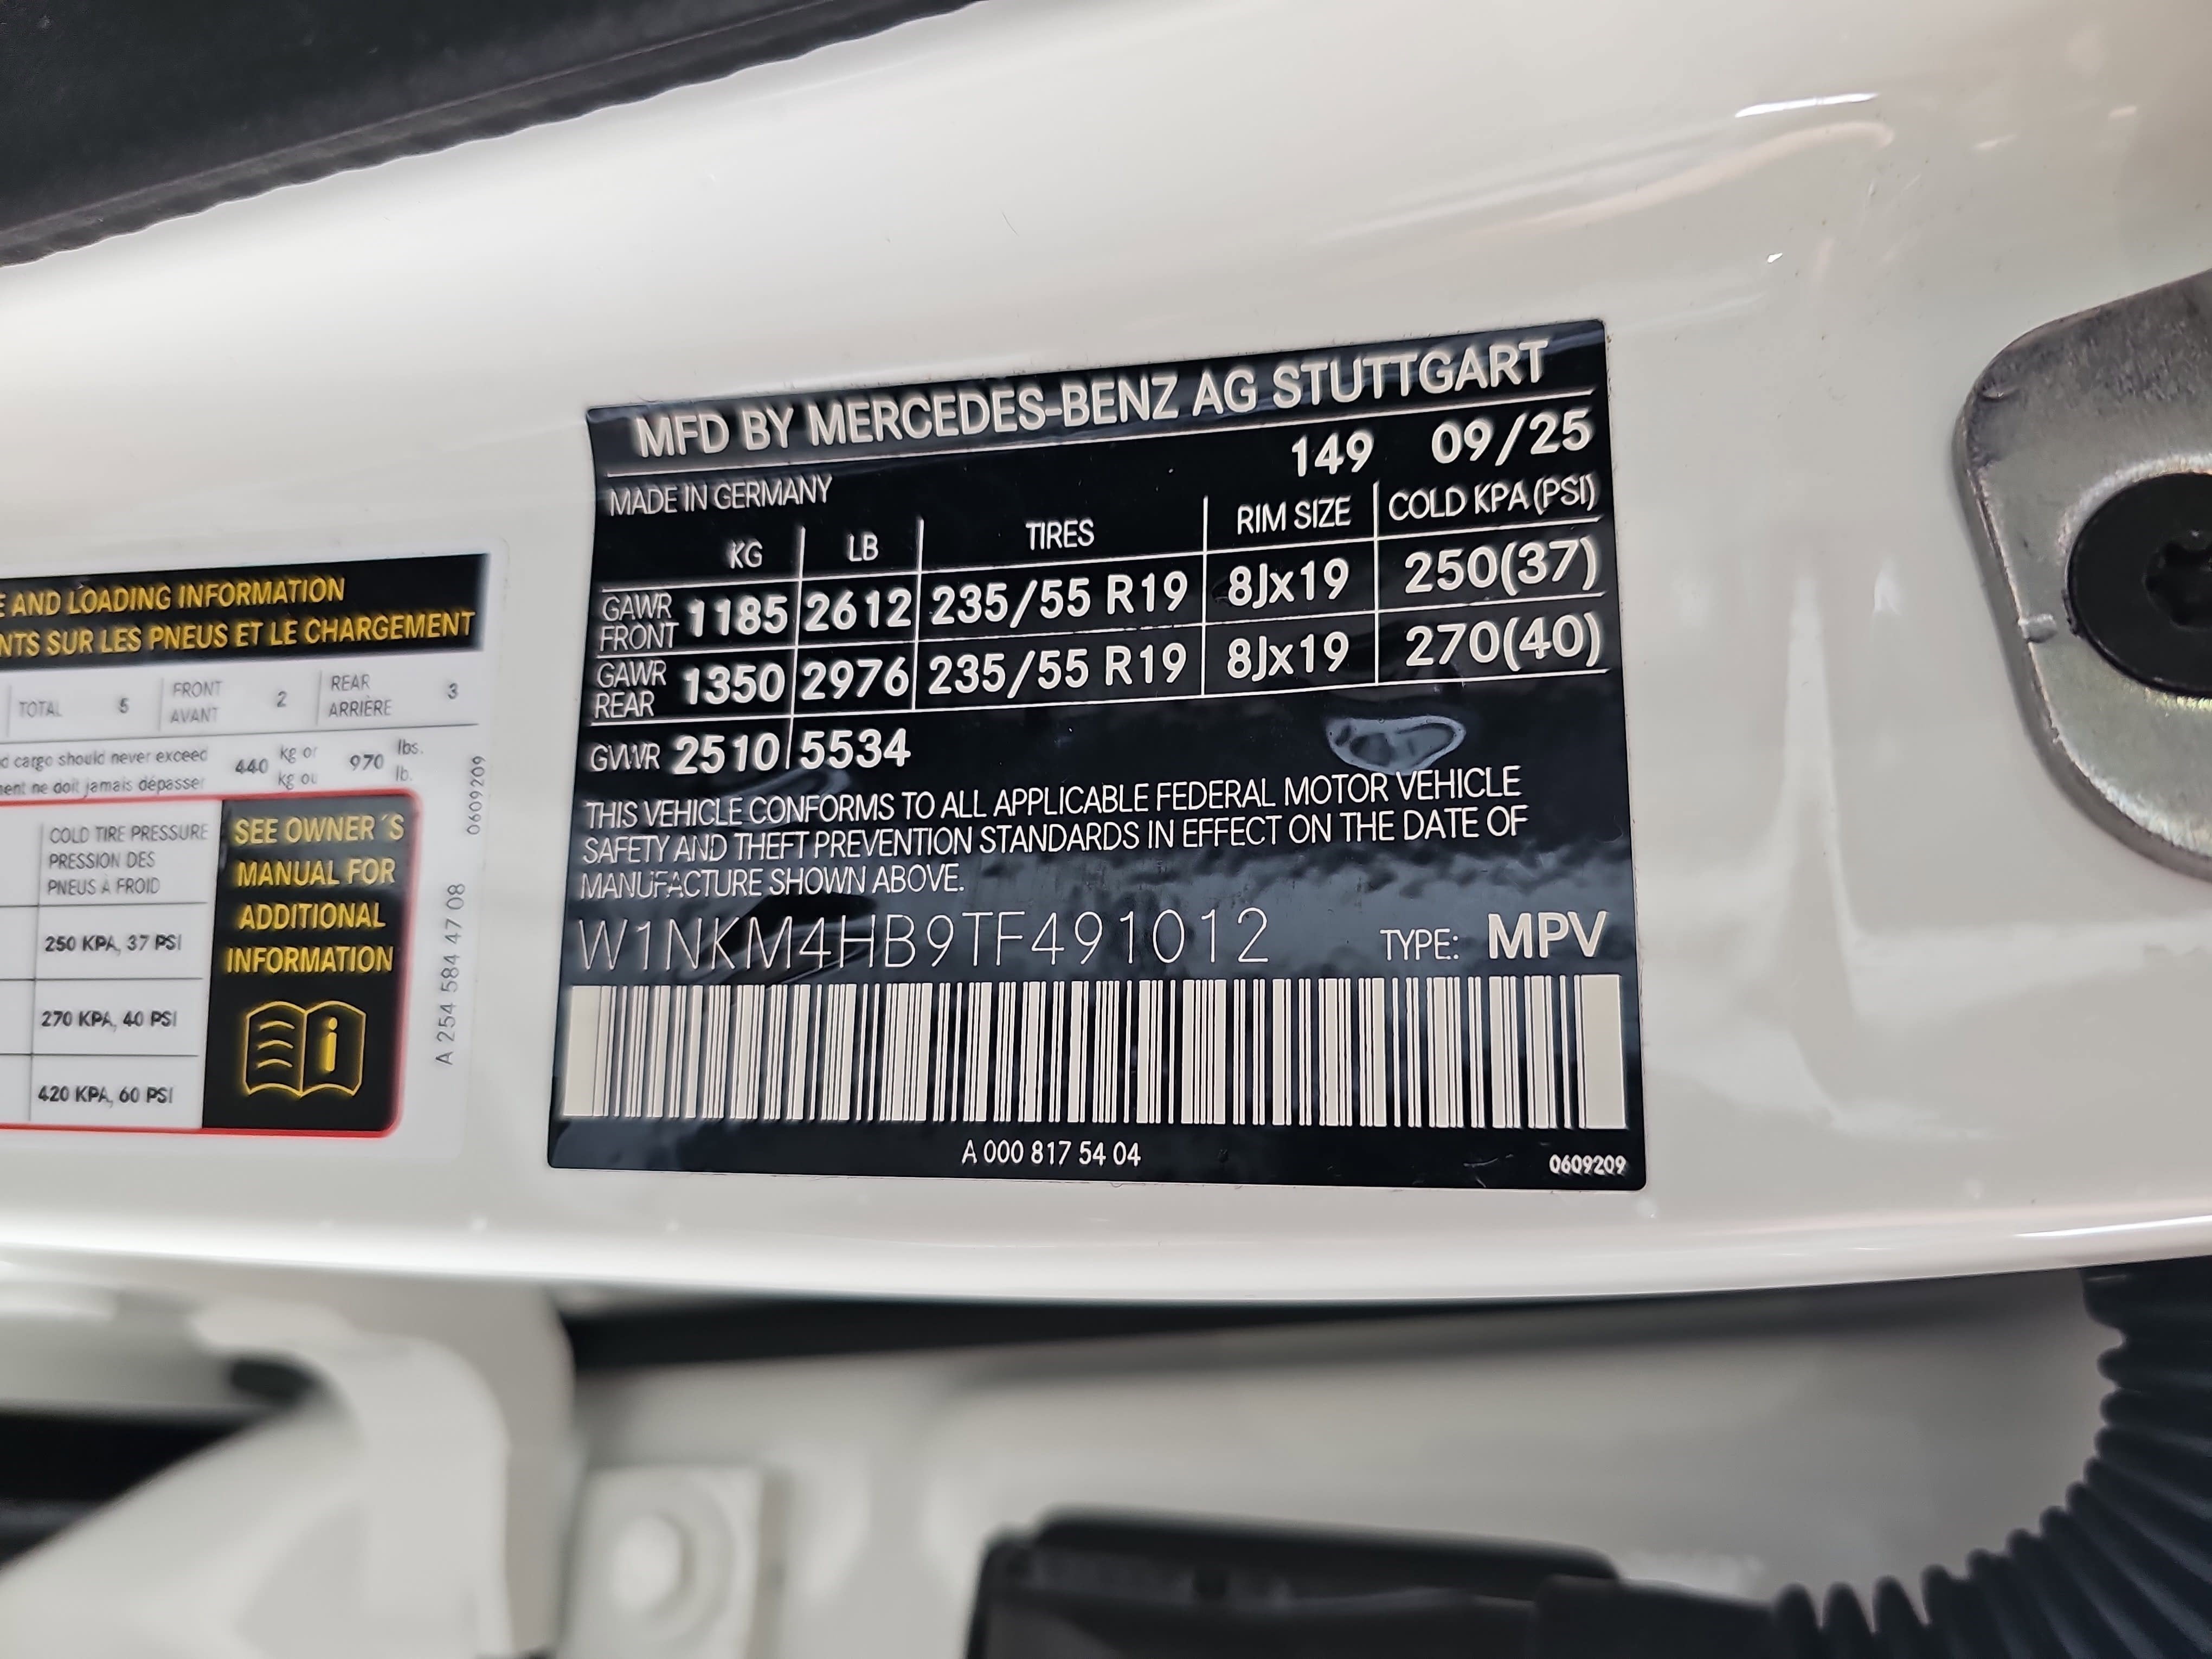 E AND LOADING INFORMATION
NTS SUR LES PNEUS ET LE CHARGEMENT
TOTAL 5 FRONT AVANT 2 REAR ARRIÈRE 3
d cargo should never exceed 440 kg or 970 lbs.
ment ne doit jamais dépasser kg ou lb.
COLD TIRE PRESSURE
PRESSION DES
PNEUS À FROID
250 KPA, 37 PSI
270 KPA, 40 PSI
420 KPA, 60 PSI
SEE OWNER´S
MANUAL FOR
ADDITIONAL
INFORMATION
0609209
A 254 584 47 08
MFD BY MERCEDES-BENZ AG STUTTGART
149 09/25
MADE IN GERMANY
KG LB TIRES RIM SIZE COLD KPA (PSI)
GAWR FRONT 1185 2612 235/55 R19 8Jx19 250(37)
GAWR REAR 1350 2976 235/55 R19 8Jx19 270(40)
GVWR 2510 5534
THIS VEHICLE CONFORMS TO ALL APPLICABLE FEDERAL MOTOR VEHICLE
SAFETY AND THEFT PREVENTION STANDARDS IN EFFECT ON THE DATE OF
MANUFACTURE SHOWN ABOVE.
W1NKM4HB9TF491012 TYPE: MPV
A 000 817 54 04
0609209